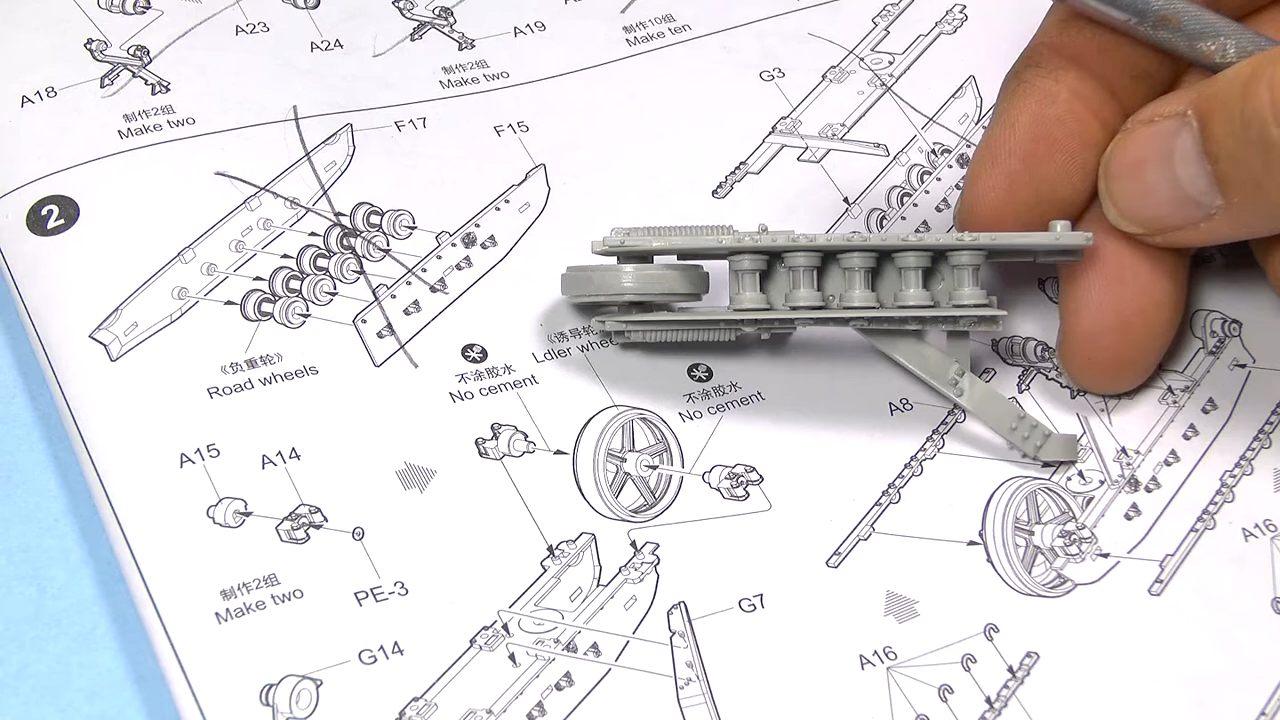 A23
A24
A18
制作2组
Make two
A19
制作2组
Make two
制作10组
Make ten
G3
2
F17
F15
《负重轮》
Road wheels
不涂胶水
No cement
《诱导轮
Ldler whee
不涂胶水
No cement
A8
A15
A14
制作2组
Make two
PE-3
G14
G7
A16
A16